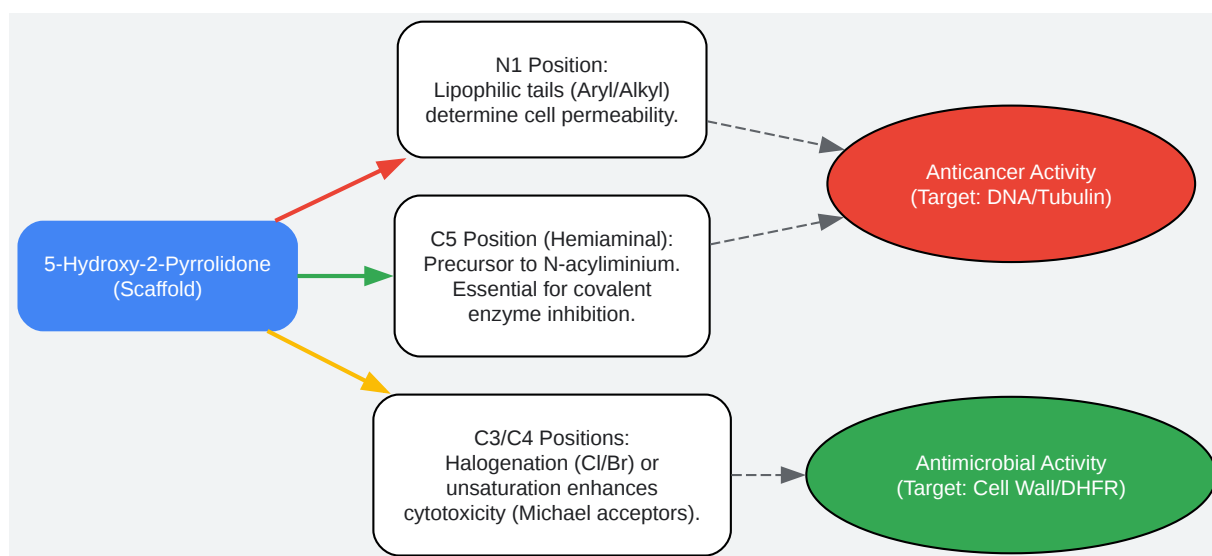 5-Hydroxy-2-Pyrrolidone
(Scaffold)
N1 Position:
Lipophilic tails (Aryl/Alkyl)
determine cell permeability.
C5 Position (Hemiaminal):
Precursor to N-acyliminium.
Essential for covalent
enzyme inhibition.
C3/C4 Positions:
Halogenation (Cl/Br) or
unsaturation enhances
cytotoxicity (Michael acceptors).
Anticancer Activity
(Target: DNA/Tubulin)
Antimicrobial Activity
(Target: Cell Wall/DHFR)